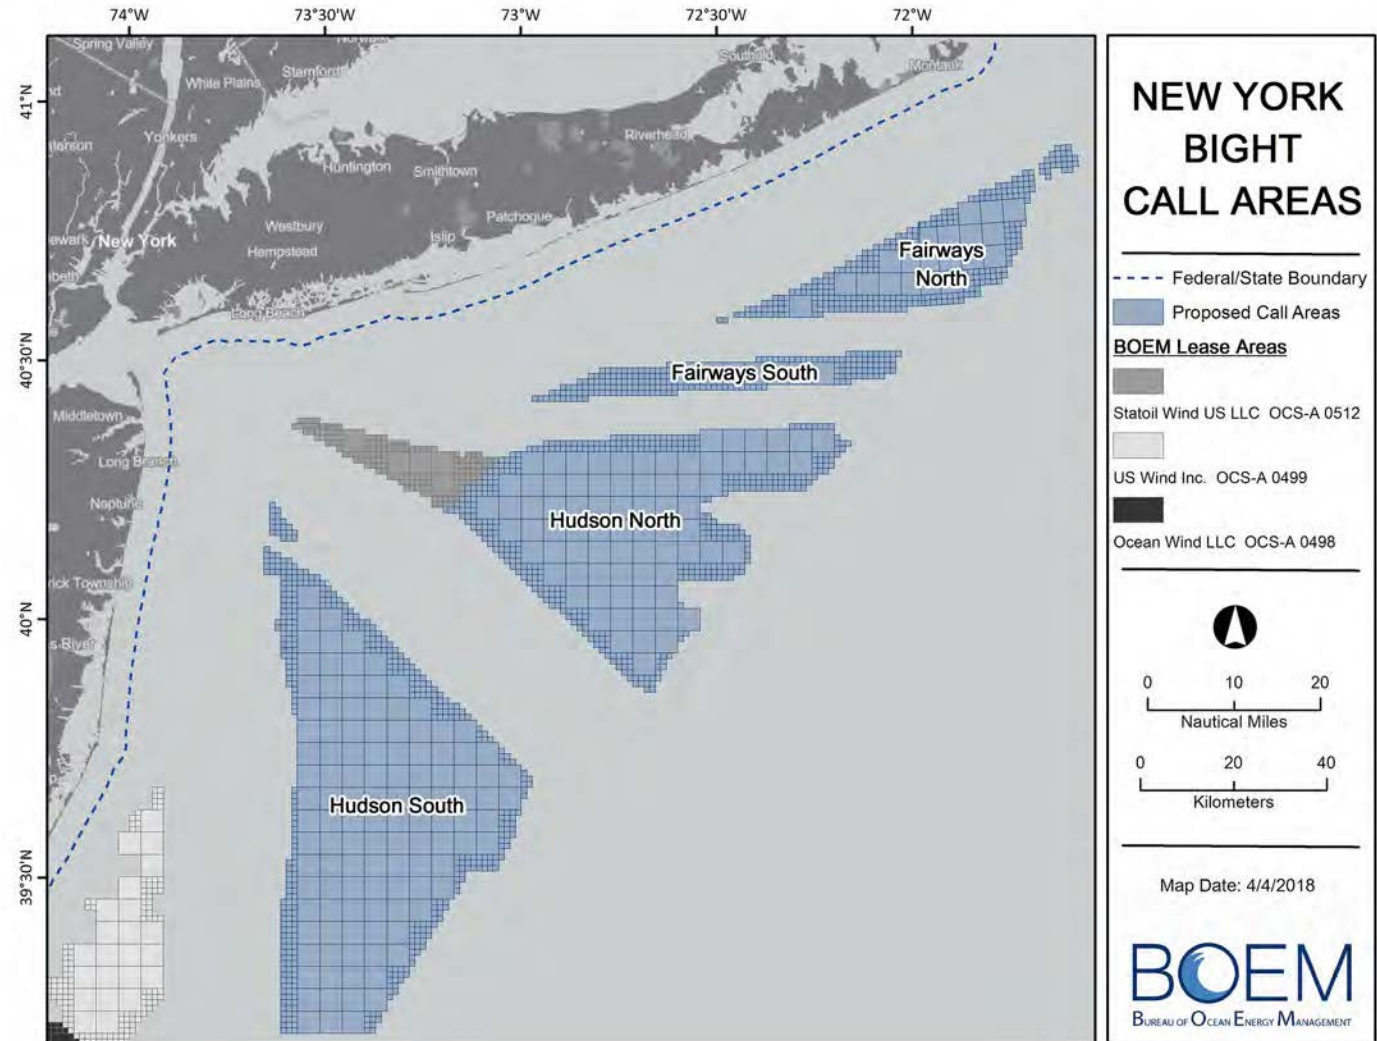 74°W
73°30'W
73°W
72°30'W
72°W
41°N
40°30'N
40°N
39°30'N
Spring Valley
Norwalk
Stamford
White Plains
Southold
Montauk
Yonkers
Riverhead
Huntington
Smithtown
Patchogue
Westbury
Islip
New York
Hempstead
Long Beach
Middletown
Long Branch
Neptune
rick Township
s River
Fairways
North
Fairways South
Hudson North
Hudson South
NEW YORK
BIGHT
CALL AREAS
Federal/State Boundary
Proposed Call Areas
BOEM Lease Areas
Statoil Wind US LLC OCS-A 0512
US Wind Inc. OCS-A 0499
Ocean Wind LLC OCS-A 0498
0 10 20
Nautical Miles
0 20 40
Kilometers
Map Date: 4/4/2018
BOEM
BUREAU OF OCEAN ENERGY MANAGEMENT